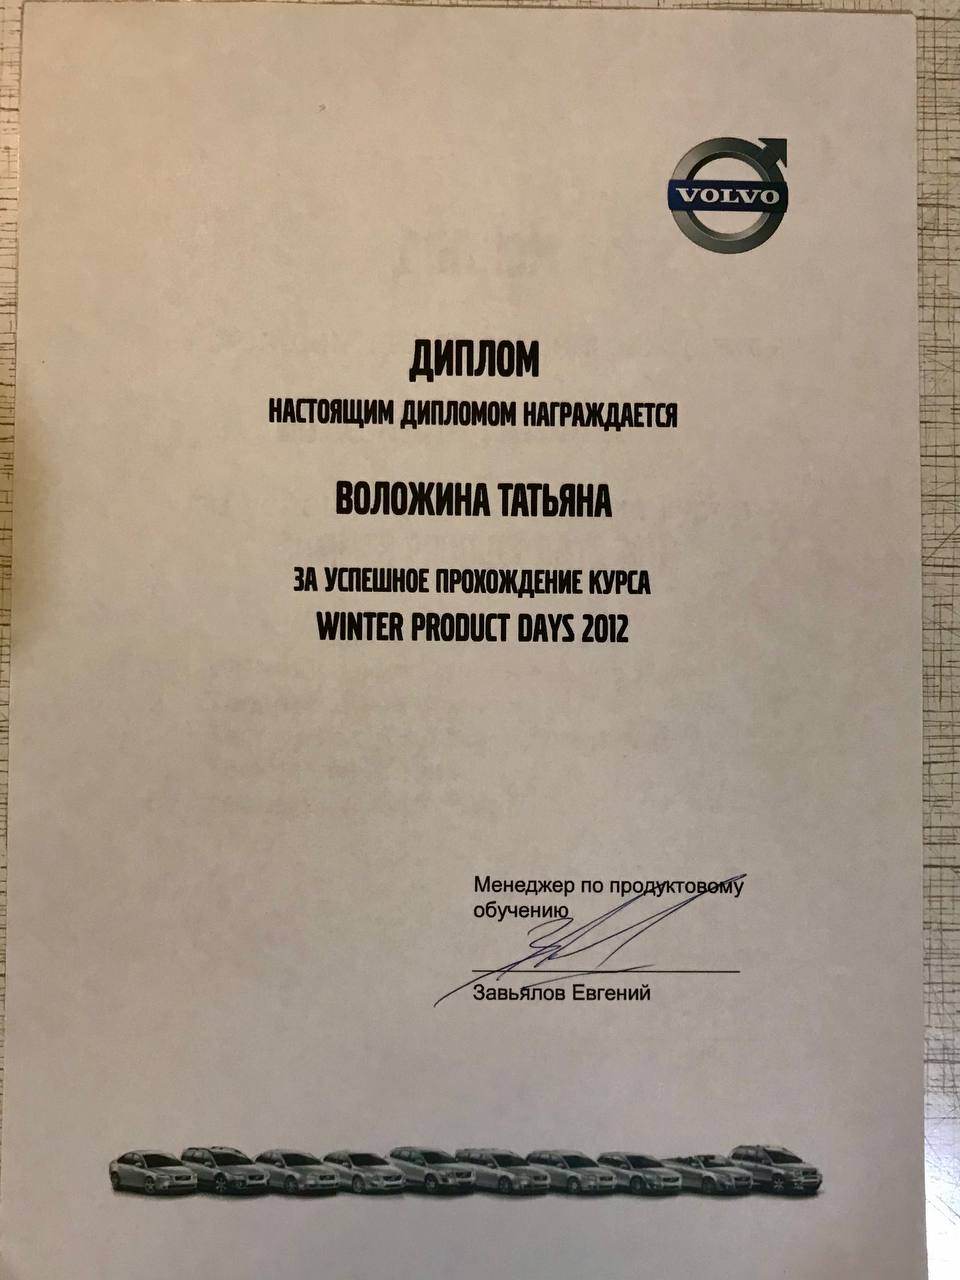 VOLVO
ДИПЛОМ
НАСТОЯЩИМ ДИПЛОМОМ НАГРАЖДАЕТСЯ
ВОЛОЖИНА ТАТЬЯНА
ЗА УСПЕШНОЕ ПРОХОЖДЕНИЕ КУРСА
WINTER PRODUCT DAYS 2012
Менеджер по продуктовому
обучению
Завьялов Евгений